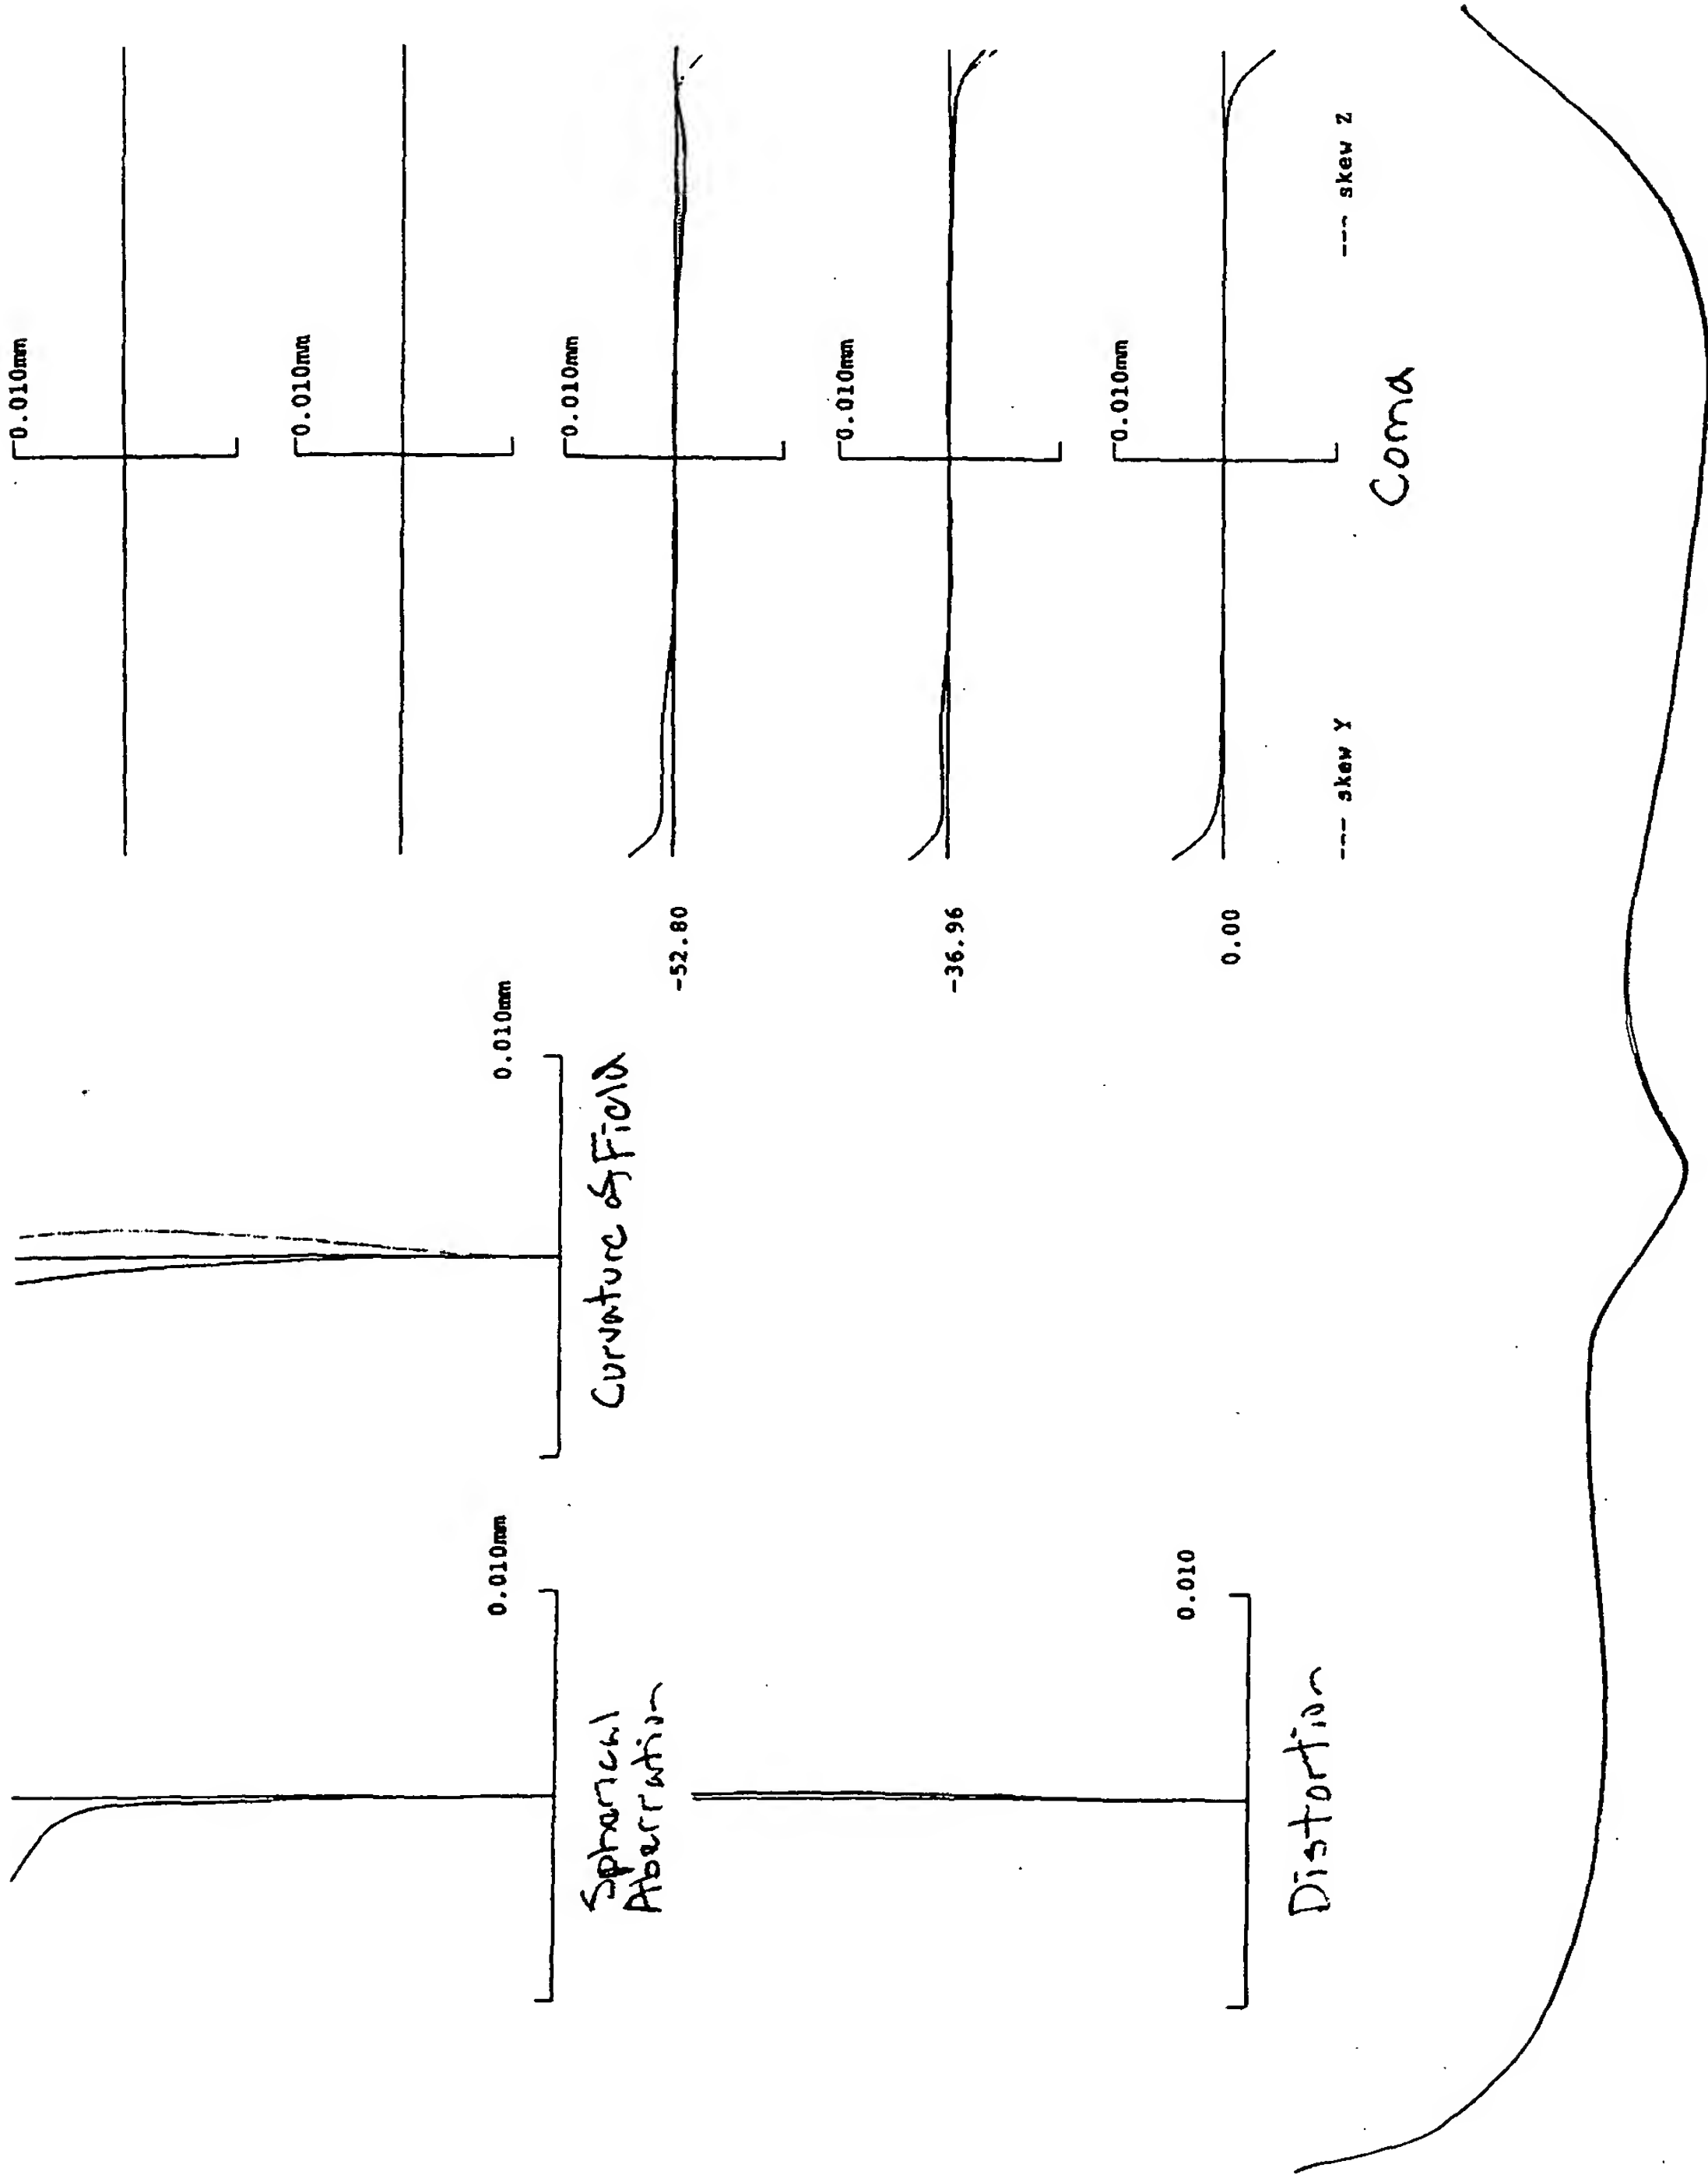 0.010mm
0.010mm
0.010mm
0.010mm
0.010mm
Spherical
Aberration
Curvature of Field
-52.80
0.010mm
-36.96
0.010mm
0.010
0.00
Distortion
--- skew Y
--- skew Z
Coma